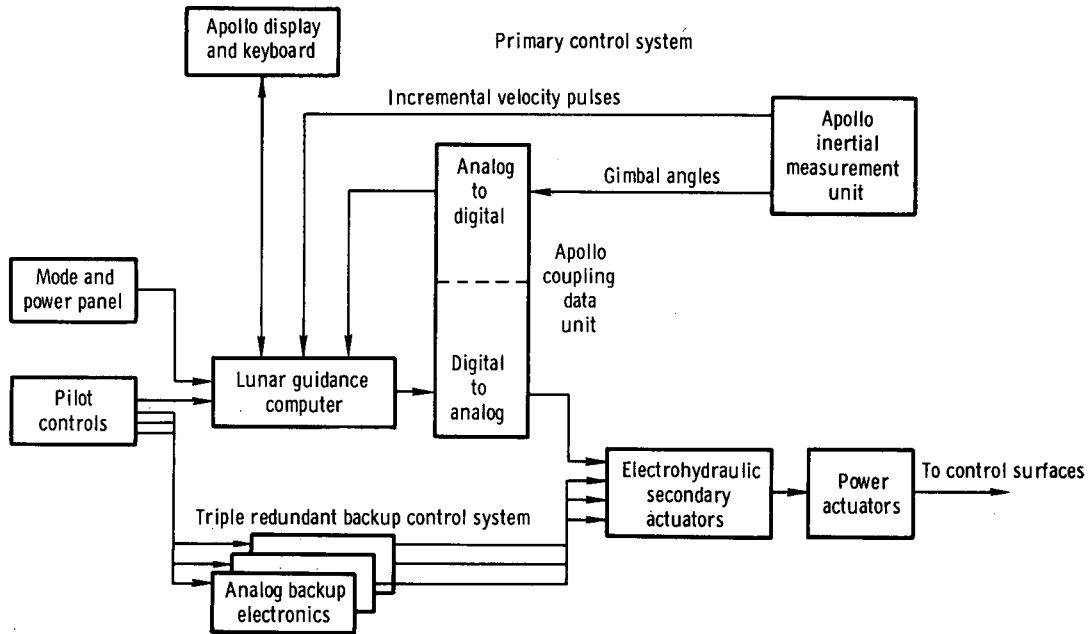 Apollo display
and keyboard
Primary control system
Incremental velocity pulses
Apollo
inertial
measurement
unit
Analog
to
digital
Gimbal angles
Apollo
coupling
data
unit
Mode and
power panel
Lunar guidance
computer
Digital
to
analog
Pilot
controls
Electrohydraulic
secondary
actuators
Power
actuators
To control surfaces
Triple redundant backup control system
Analog backup
electronics